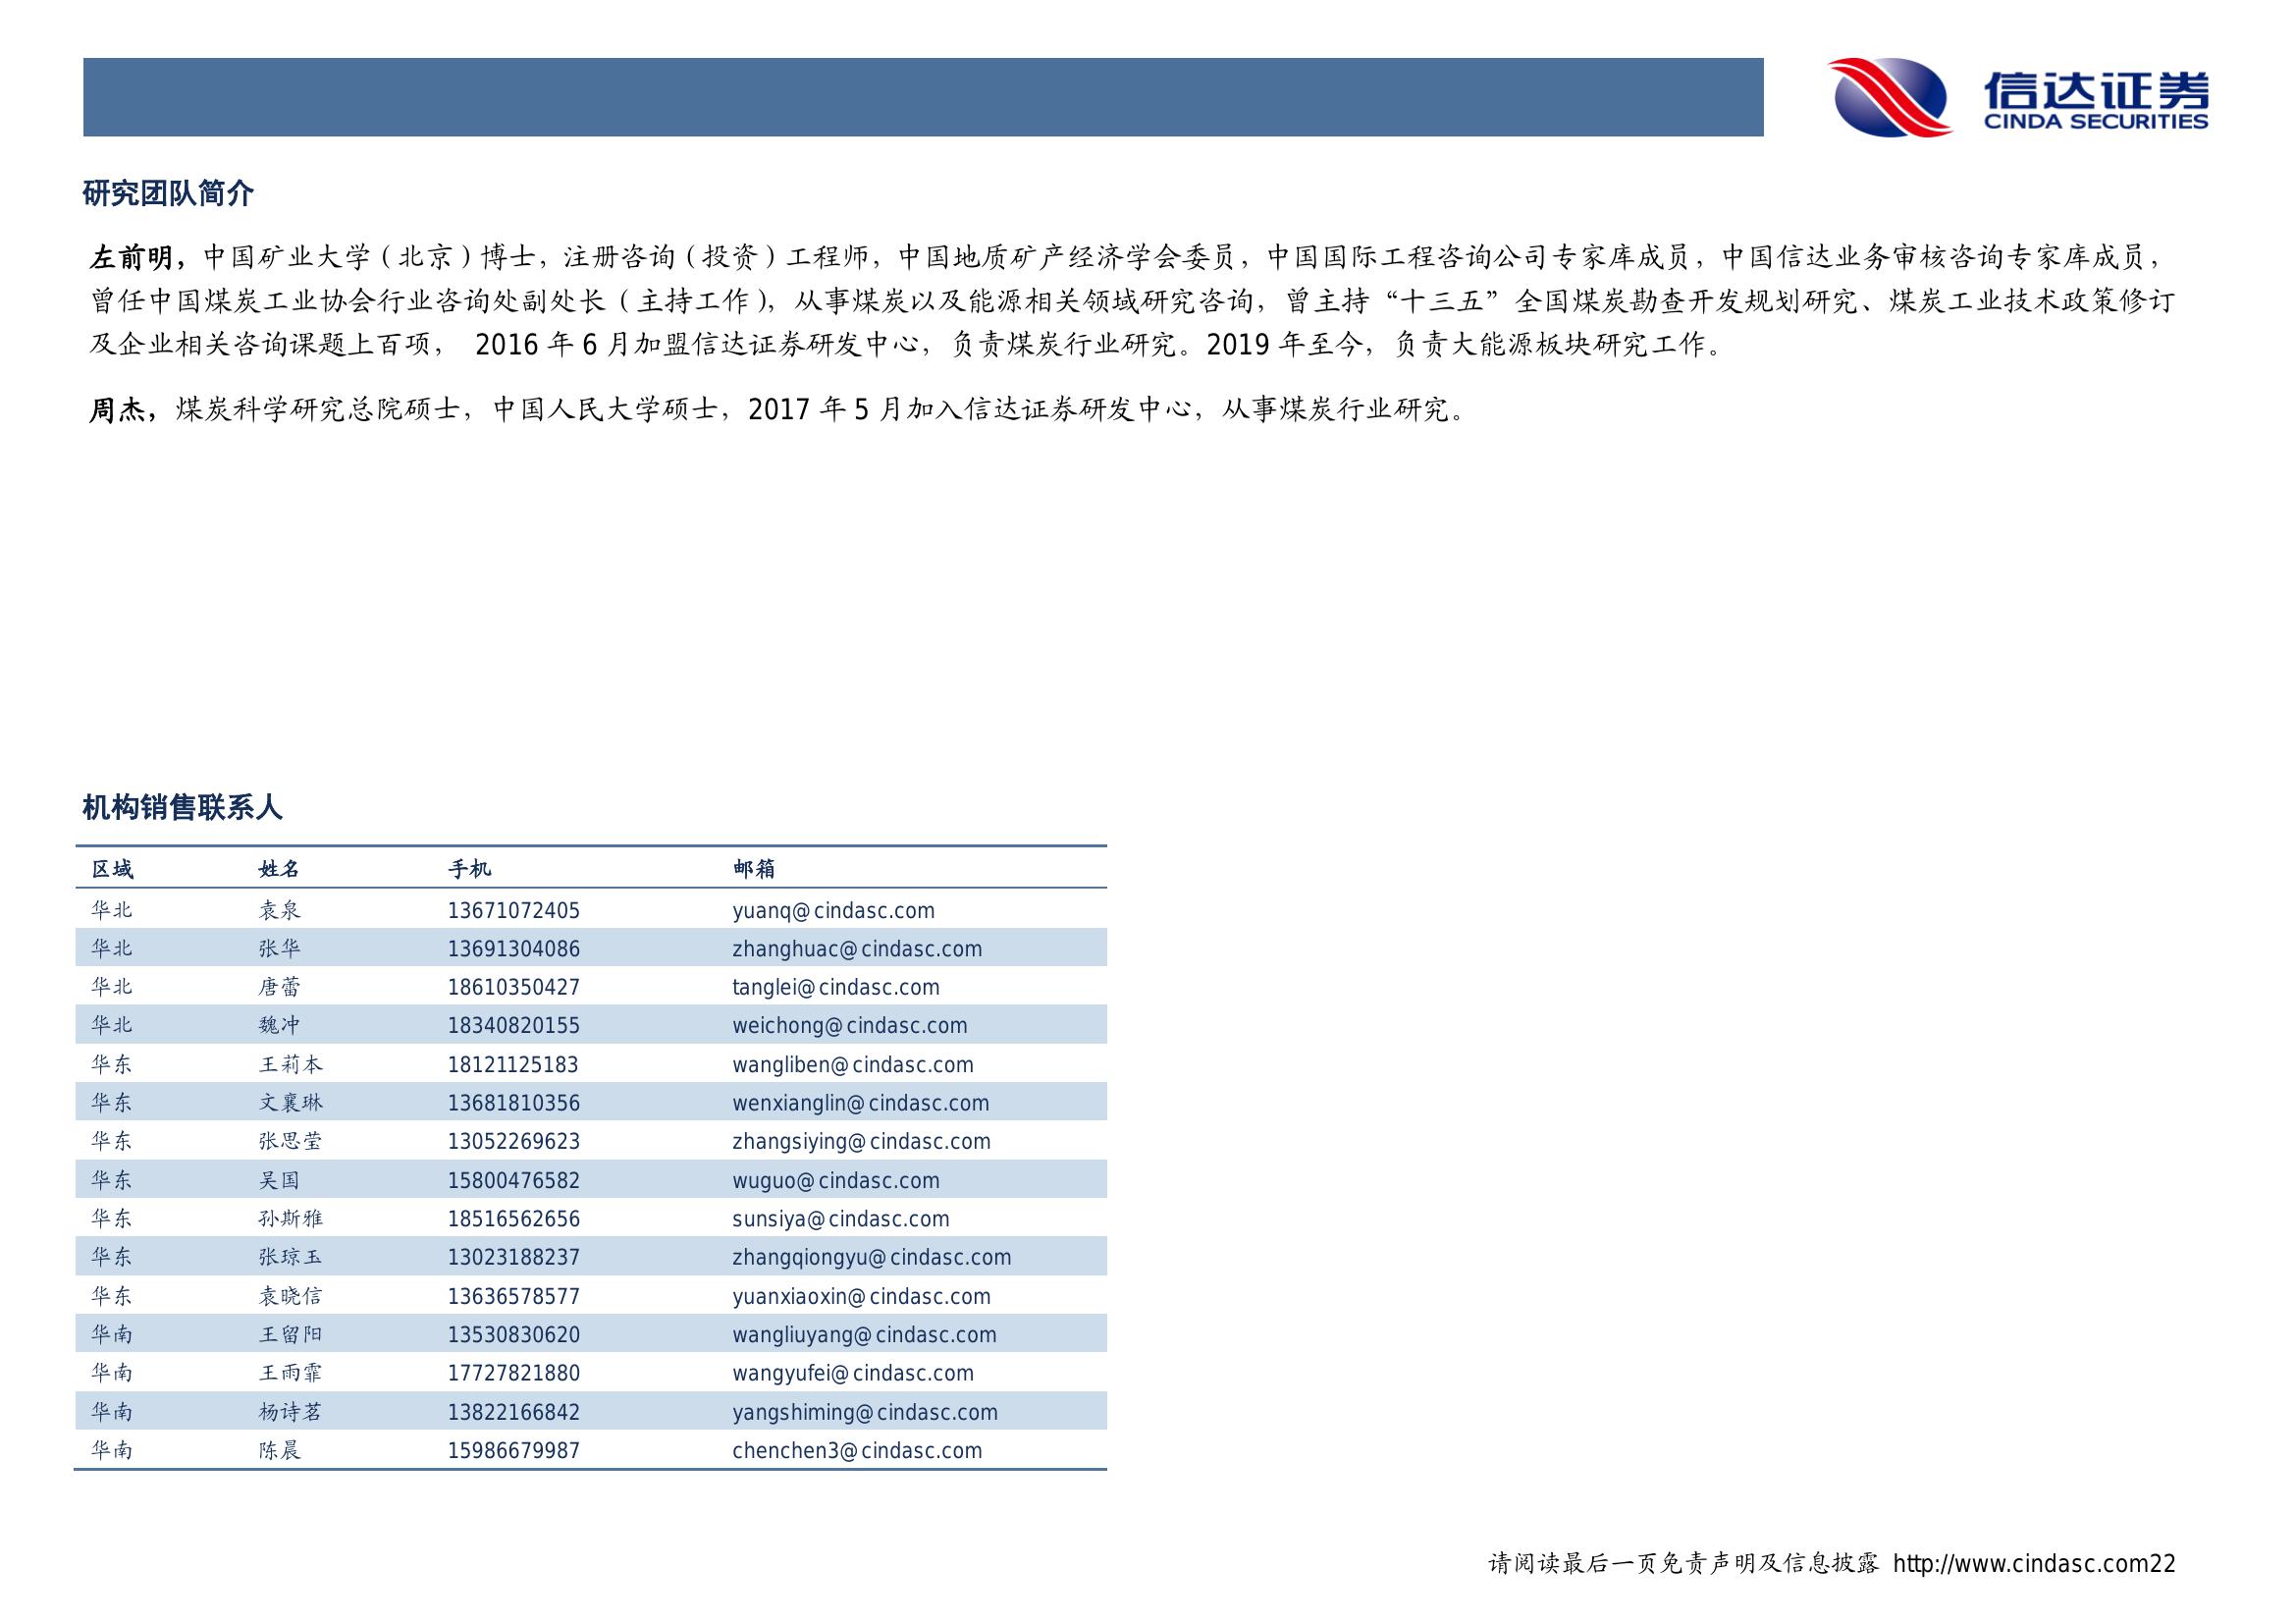 信达证券
CINDA SECURITIES
研究团队简介
左前明，中国矿业大学（北京）博士，注册咨询（投资）工程师，中国地质矿产经济学会委员，中国国际工程咨询公司专家库成员，中国信达业务审核咨询专家库成员，
曾任中国煤炭工业协会行业咨询处副处长（主持工作），从事煤炭以及能源相关领域研究咨询，曾主持“十三五”全国煤炭勘查开发规划研究、煤炭工业技术政策修订
及企业相关咨询课题上百项， 2016 年 6 月加盟信达证券研发中心，负责煤炭行业研究。2019 年至今，负责大能源板块研究工作。
周杰，煤炭科学研究总院硕士，中国人民大学硕士，2017 年 5 月加入信达证券研发中心，从事煤炭行业研究。
机构销售联系人
区域 姓名 手机 邮箱
华北 袁泉 13671072405 yuanq@cindasc.com
华北 张华 13691304086 zhanghuac@cindasc.com
华北 唐蕾 18610350427 tanglei@cindasc.com
华北 魏冲 18340820155 weichong@cindasc.com
华东 王莉本 18121125183 wangliben@cindasc.com
华东 文襄琳 13681810356 wenxianglin@cindasc.com
华东 张思莹 13052269623 zhangsiying@cindasc.com
华东 吴国 15800476582 wuguo@cindasc.com
华东 孙斯雅 18516562656 sunsiya@cindasc.com
华东 张琼玉 13023188237 zhangqiongyu@cindasc.com
华东 袁晓信 13636578577 yuanxiaoxin@cindasc.com
华南 王留阳 13530830620 wangliuyang@cindasc.com
华南 王雨霏 17727821880 wangyufei@cindasc.com
华南 杨诗茗 13822166842 yangshiming@cindasc.com
华南 陈晨 15986679987 chenchen3@cindasc.com
请阅读最后一页免责声明及信息披露 http://www.cindasc.com22